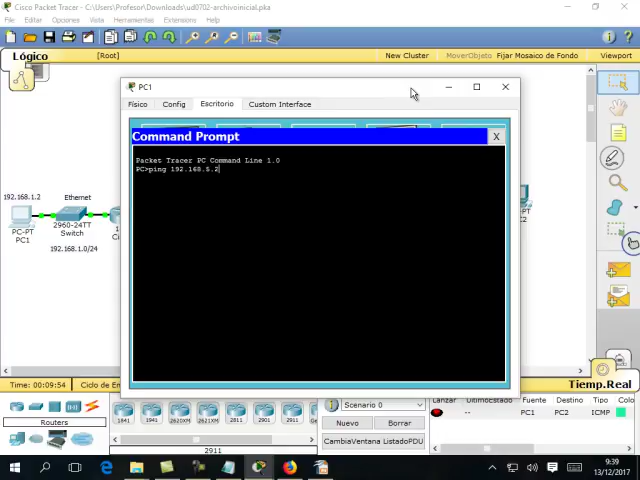 Cisco Packet Tracer - C:\Users\Profesor\Downloads\ud0702-archivoinicial.pka
Archivo Editar Opciones Vista Herramientas Extensions Help
Lógico
[Root]
New Cluster
MoverObjeto
Fijar Mosaico de Fondo
Viewport
PC1
Físico
Config
Escritorio
Custom Interface
Command Prompt
X
Packet Tracer PC Command Line 1.0
PC>ping 192.168.5.2
192.168.1.2
Ethernet
PC-PT
PC1
2960-24TT
Switch
192.168.1.0/24
Time: 00:09:54
Tiemp.Real
Routers
1841
1941
2620XM
2811
2901
2911
2911
Scenario 0
Nuevo
Borrar
CambiaVentana ListadoPDU
Lanzar
Destino
ICMP
PC1
PC2
Tipo
--
9:39
13/12/2017